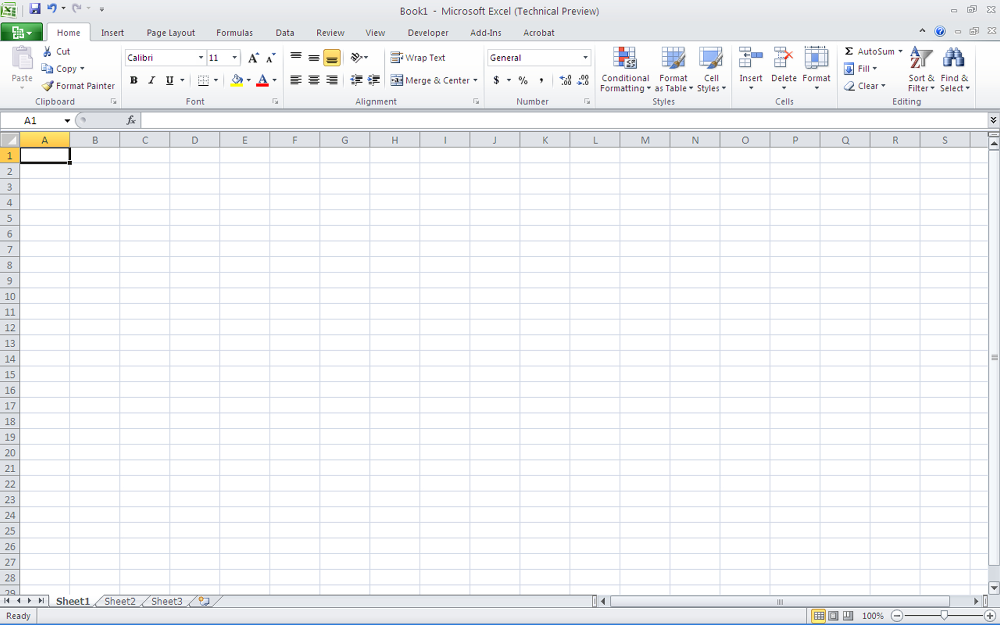 Book1 - Microsoft Excel (Technical Preview)
Home Insert Page Layout Formulas Data Review View Developer Add-Ins Acrobat
Paste
Cut
Copy
Format Painter
Clipboard
Calibri 11
B I U A
Font
Wrap Text
Merge & Center
Alignment
General
$ % ,
Number
Conditional Formatting
Format as Table
Cell Styles
Styles
Insert Delete Format
Cells
Σ AutoSum
Fill
Clear
Sort & Filter
Find & Select
Editing
A1 fx
A B C D E F G H I J K L M N O P Q R S
1
2
3
4
5
6
7
8
9
10
11
12
13
14
15
16
17
18
19
20
21
22
23
24
25
26
27
28
29
Sheet1 Sheet2 Sheet3
Ready 100%